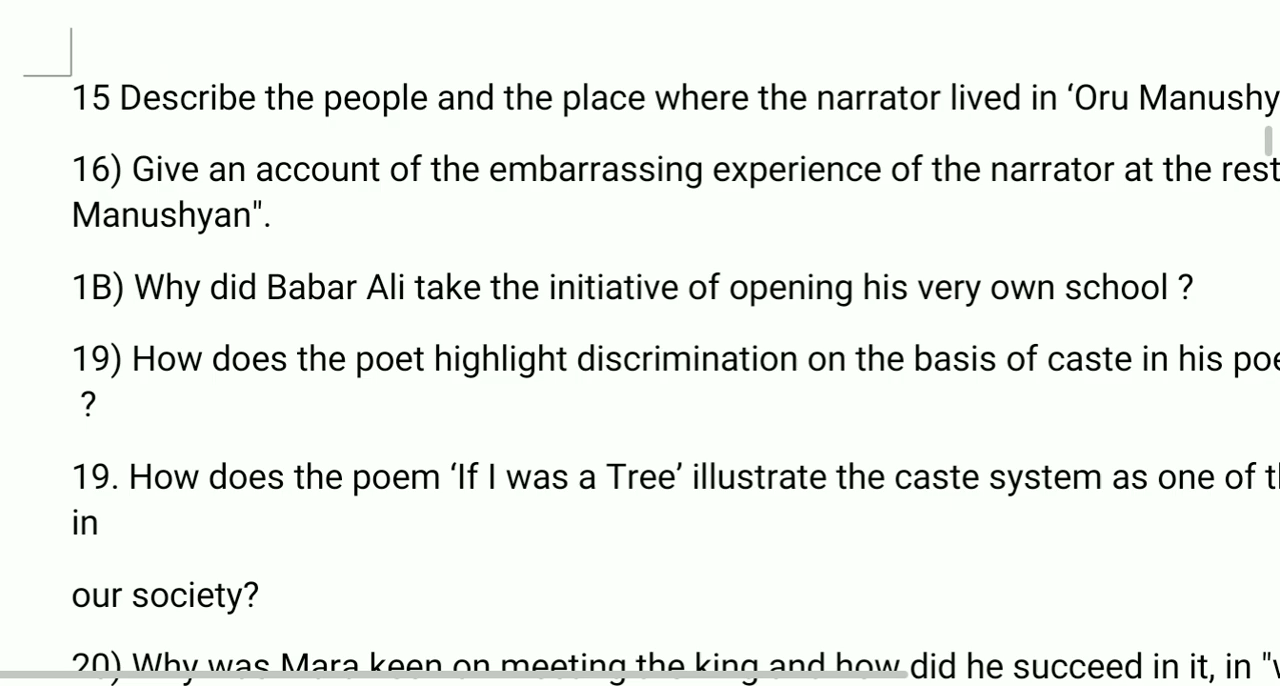 15 Describe the people and the place where the narrator lived in ‘Oru
16) Give an account of the embarrassing experience of the narrator at the
Manushyan".
1B) Why did Babar Ali take the initiative of opening his very own school ?
19) How does the poet highlight discrimination on the basis of caste in his
?
19. How does the poem ‘If I was a Tree’ illustrate the caste system as one of
in
our society?
20) Why was Mara keen on meeting the king and how did he succeed in it, in